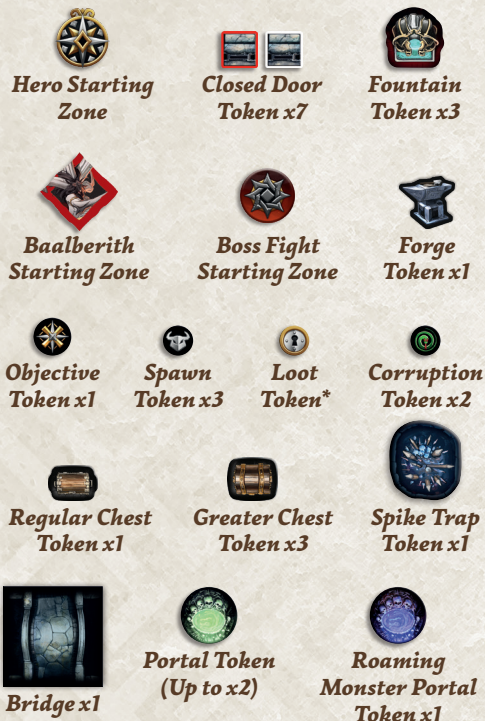 Hero Starting
Zone
Closed Door
Token x7
Fountain
Token x3
Baalberith
Starting Zone
Boss Fight
Starting Zone
Forge
Token x1
Objective
Token x1
Spawn
Token x3
Loot
Token*
Corruption
Token x2
Regular Chest
Token x1
Greater Chest
Token x3
Spike Trap
Token x1
Bridge x1
Portal Token
(Up to x2)
Roaming
Monster Portal
Token x1